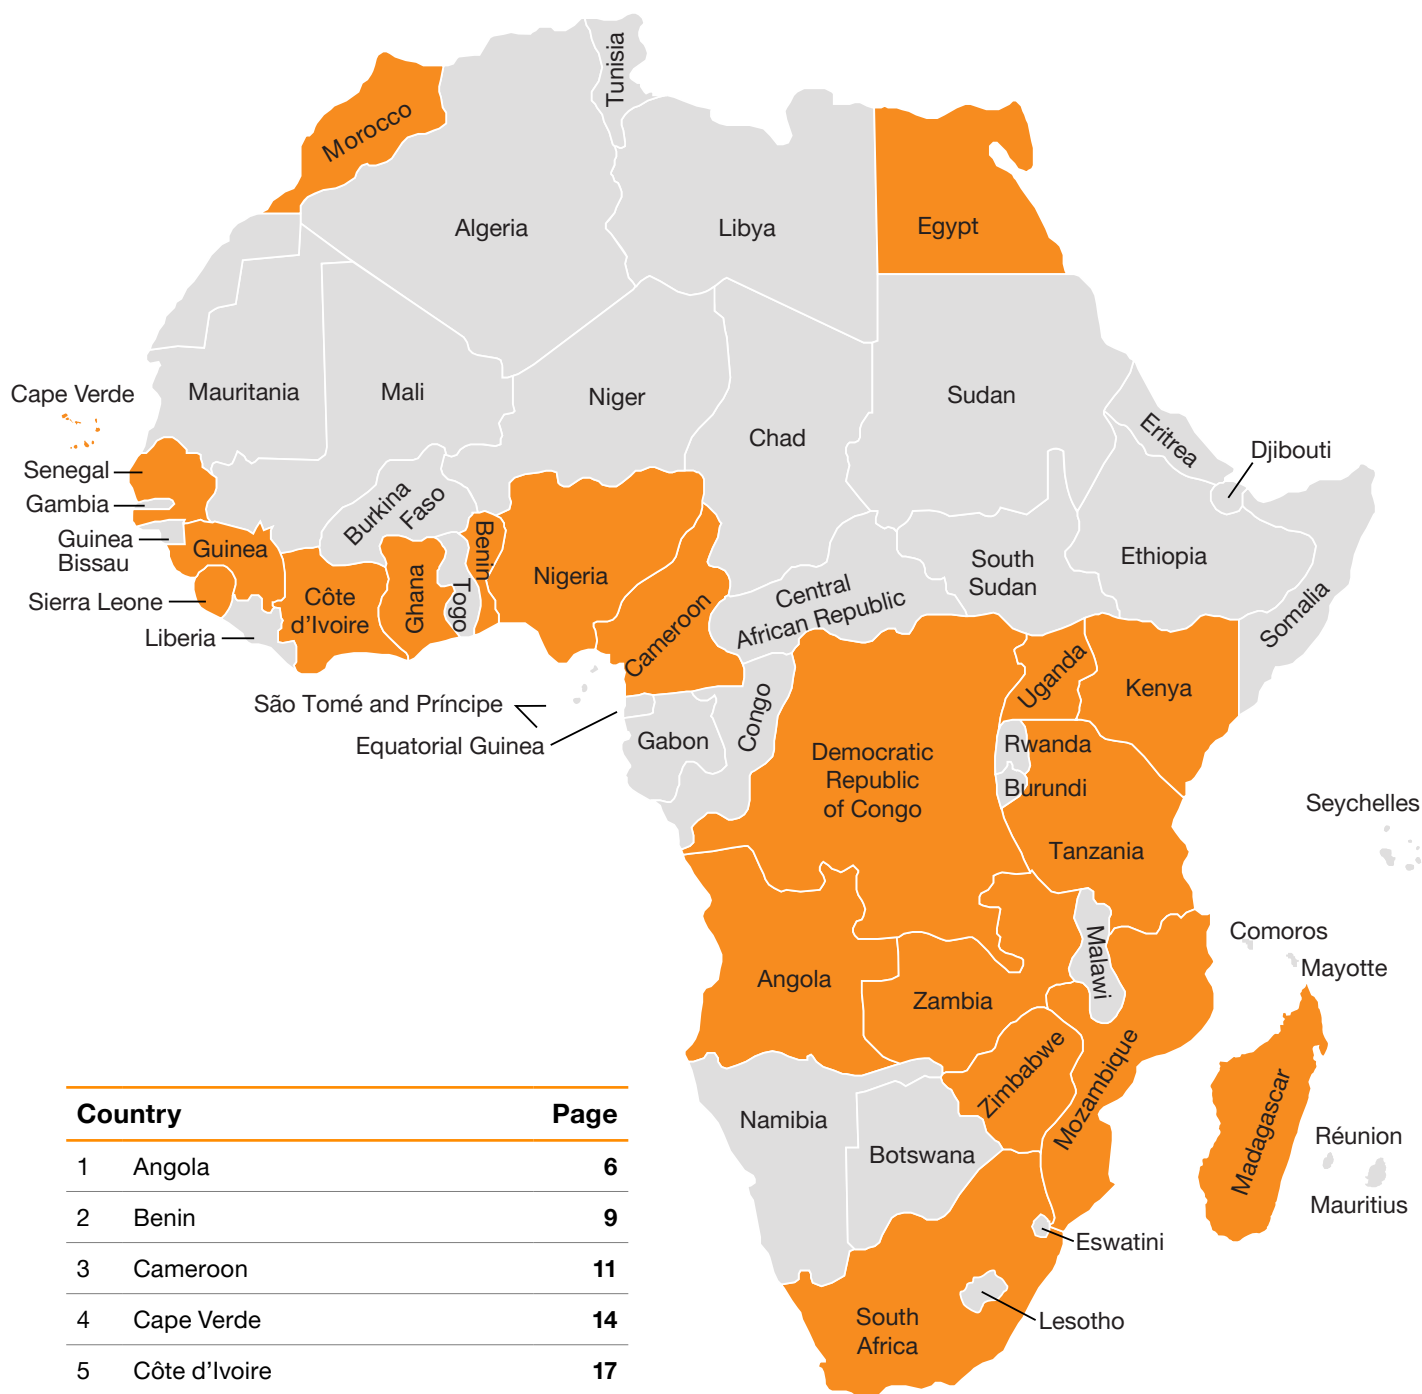 Tunisia
Morocco
Algeria
Libya
Egypt
Mauritania
Mali
Niger
Chad
Sudan
Eritrea
Djibouti
Cape Verde
Senegal
Gambia
Guinea
Bissau
Guinea
Sierra Leone
Liberia
Côte
d’Ivoire
Burkina
Faso
Ghana
Togo
Benin
Nigeria
Cameroon
Central
African Republic
South
Sudan
Ethiopia
Somalia
São Tomé and Príncipe
Equatorial Guinea
Gabon
Congo
Democratic
Republic
of Congo
Uganda
Kenya
Rwanda
Burundi
Tanzania
Seychelles
Comoros
Mayotte
Angola
Zambia
Malawi
Mozambique
Zimbabwe
Madagascar
Réunion
Mauritius
Namibia
Botswana
Eswatini
Lesotho
South
Africa
Country Page
1 Angola 6
2 Benin 9
3 Cameroon 11
4 Cape Verde 14
5 Côte d’Ivoire 17